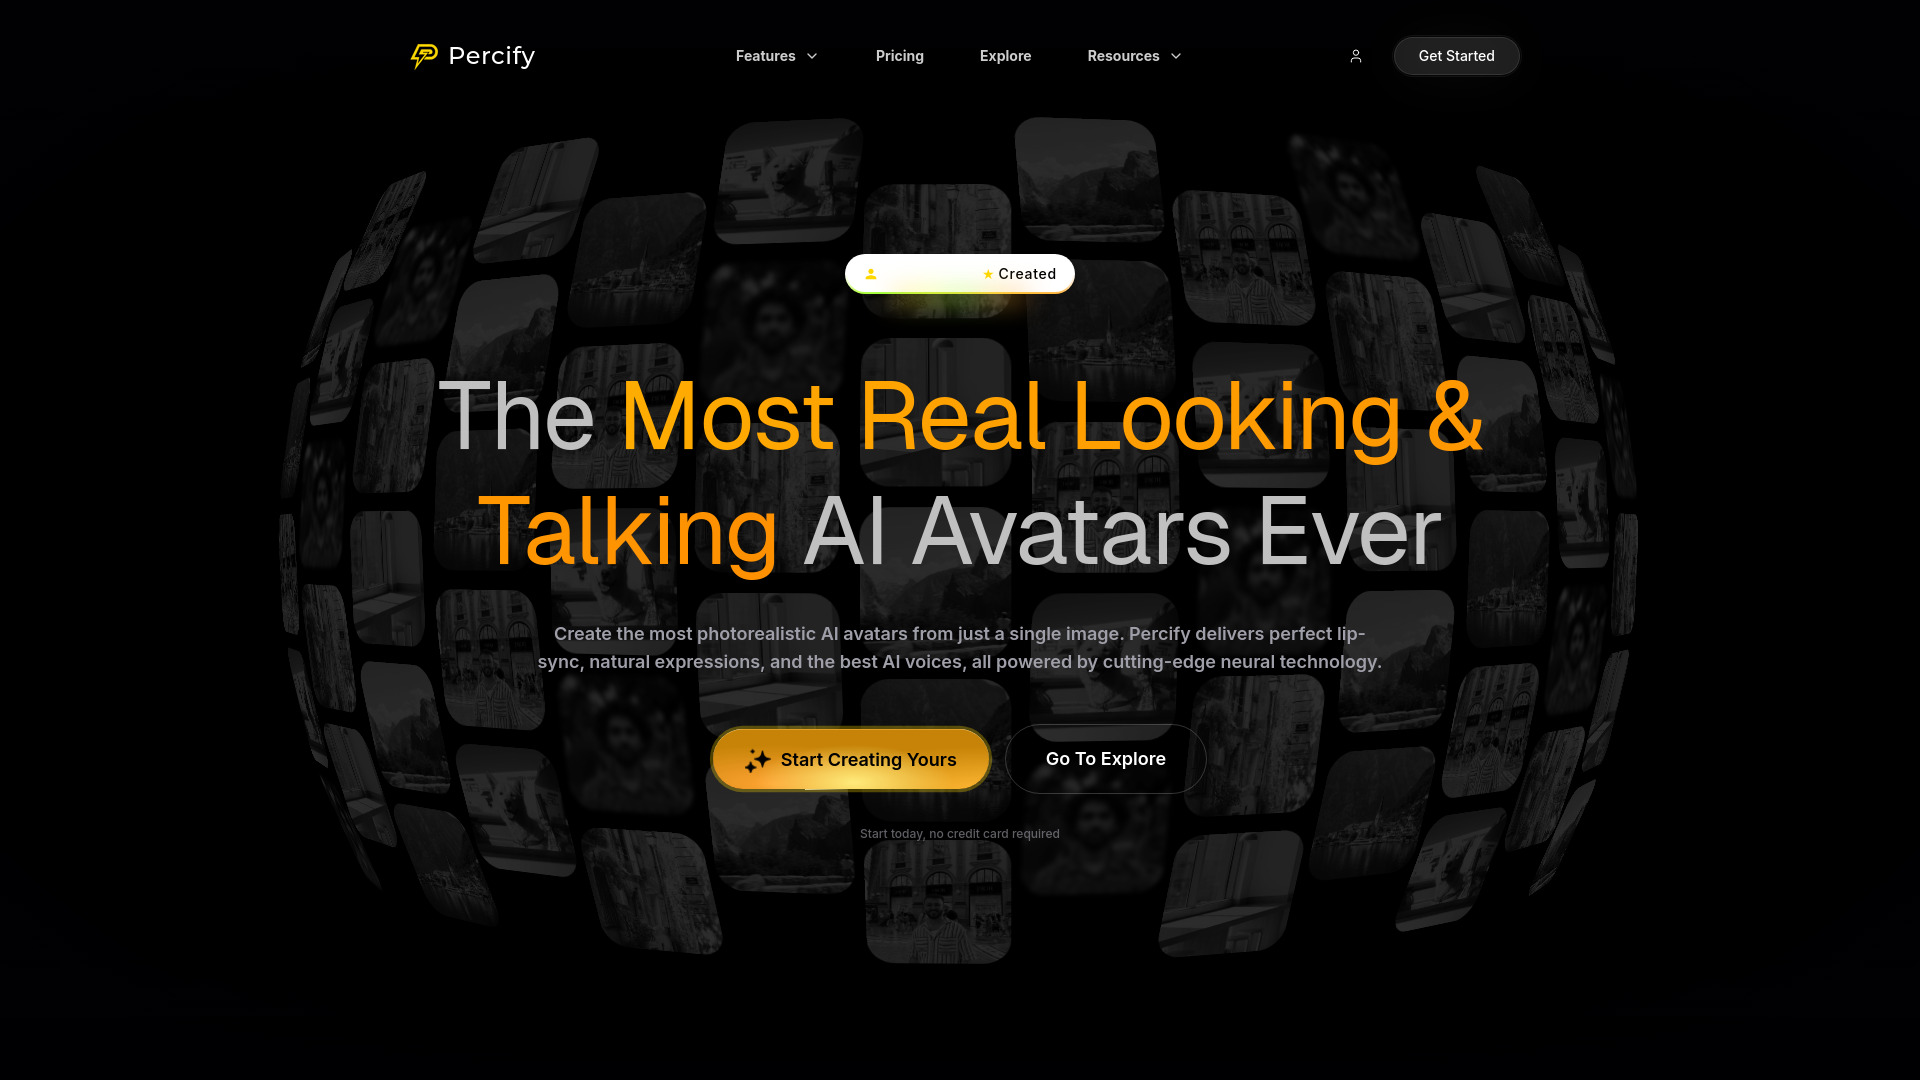 Percify
Features
Pricing
Explore
Resources
Get Started
★ Created
The Most Real Looking &
Talking AI Avatars Ever
Create the most photorealistic AI avatars from just a single image. Percify delivers perfect lip-
sync, natural expressions, and the best AI voices, all powered by cutting-edge neural technology.
Start Creating Yours
Go To Explore
Start today, no credit card required